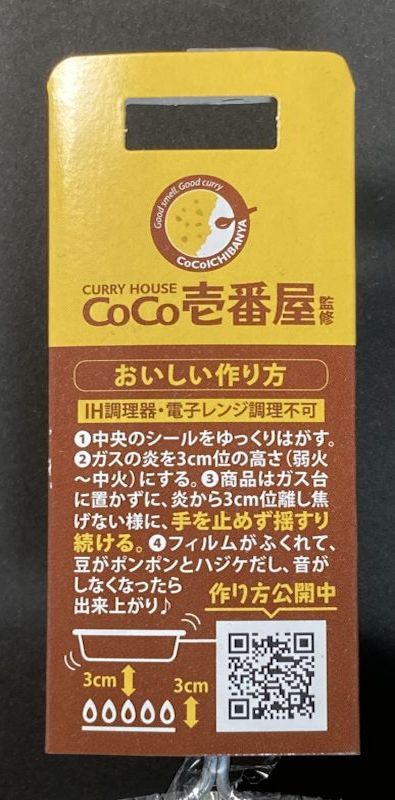 Good smell, Good curry
CoCoICHIBANYA
CURRY HOUSE
CoCo壱番屋監修
おいしい作り方
IH調理器・電子レンジ調理不可
❶中央のシールをゆっくりはがす。
❷ガスの炎を3cm位の高さ(弱火
〜中火)にする。❸商品はガス台
に置かずに、炎から3cm位離し焦
げない様に、手を止めず揺すり
続ける。❹フィルムがふくれて、
豆がポンポンとハジケだし、音が
しなくなったら
出来上がり♪
作り方公開中
3cm
3cm